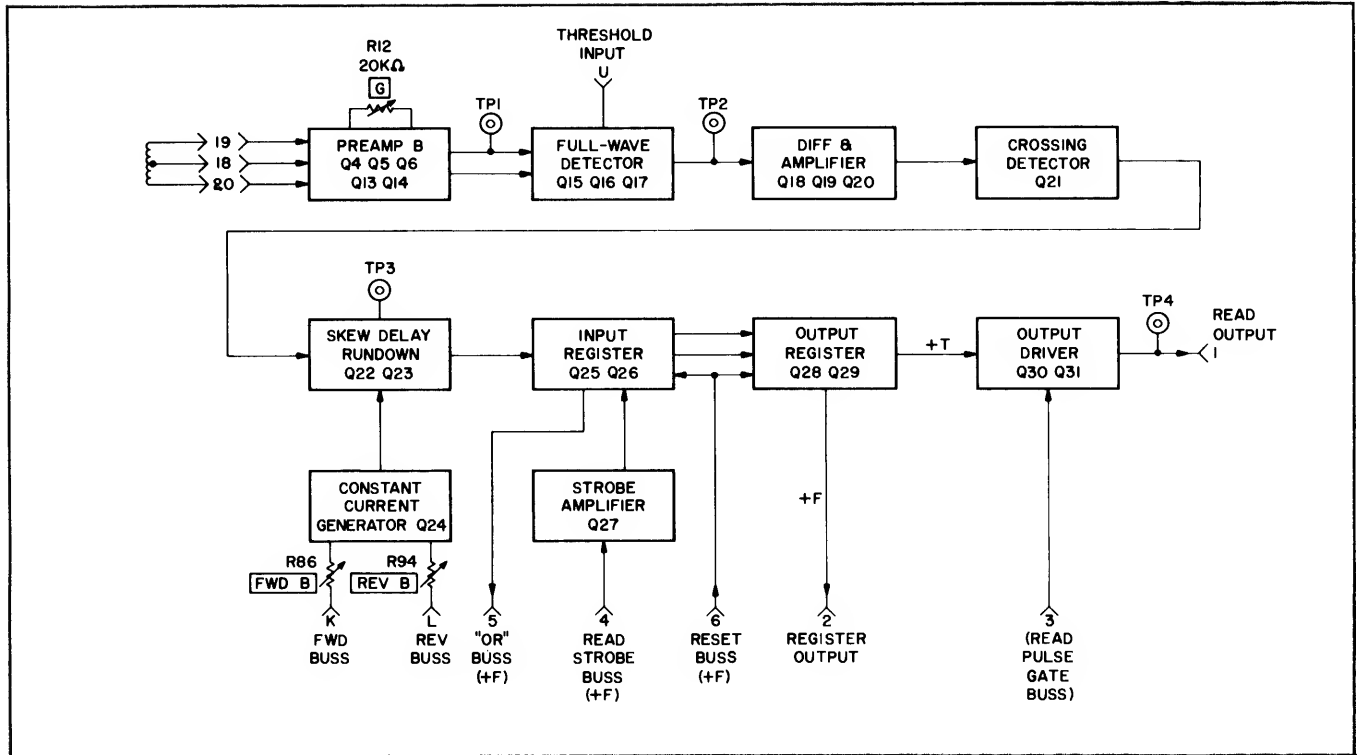 R12
20KΩ
G
THRESHOLD
INPUT
U
TP1
TP2
19
18
20
PREAMP B
Q4 Q5 Q6
Q13 Q14
FULL-WAVE
DETECTOR
Q15 Q16 Q17
DIFF &
AMPLIFIER
Q18 Q19 Q20
CROSSING
DETECTOR
Q21
TP3
SKEW DELAY
RUNDOWN
Q22 Q23
INPUT
REGISTER
Q25 Q26
OUTPUT
REGISTER
Q28 Q29
+T
OUTPUT
DRIVER
Q30 Q31
TP4
READ
OUTPUT
1
CONSTANT
CURRENT
GENERATOR Q24
STROBE
AMPLIFIER
Q27
+F
R86
FWD B
R94
REV B
K
FWD
BUSS
L
REV
BUSS
5
"OR"
BUSS
(+F)
4
READ
STROBE
BUSS
(+F)
6
RESET
BUSS
(+F)
2
REGISTER
OUTPUT
3
(READ
PULSE
GATE
BUSS)